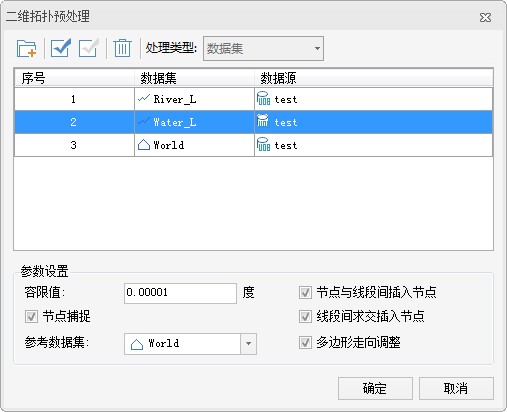 二维拓扑预处理
处理类型: 数据集
序号 数据集 数据源
1 River_L test
2 Water_L test
3 World test
参数设置
容限值: 0.00001 度 节点与线段间插入节点
节点捕捉 线段间求交插入节点
参考数据集: World 多边形走向调整
确定 取消